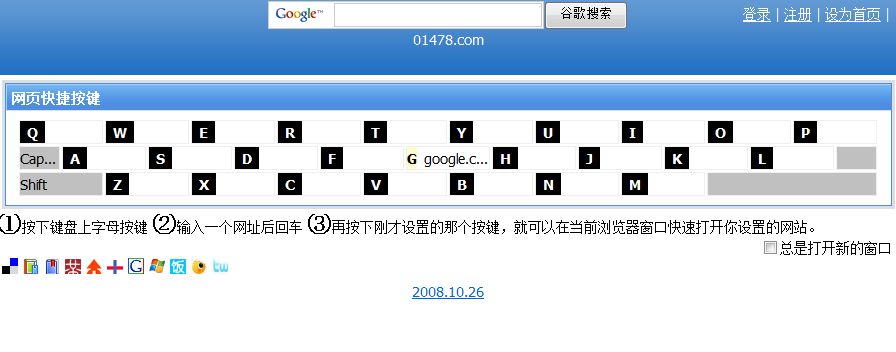 Google™ 谷歌搜索 登录 | 注册 | 设为首页 |
01478.com
网页快捷按键
Q W E R T Y U I O P
Cap... A S D F G google.c... H J K L
Shift Z X C V B N M
(1)按下键盘上字母按键 (2)输入一个网址后回车 (3)再按下刚才设置的那个按键，就可以在当前浏览器窗口快速打开你设置的网站。
总是打开新的窗口
G 饭 tw
2008.10.26